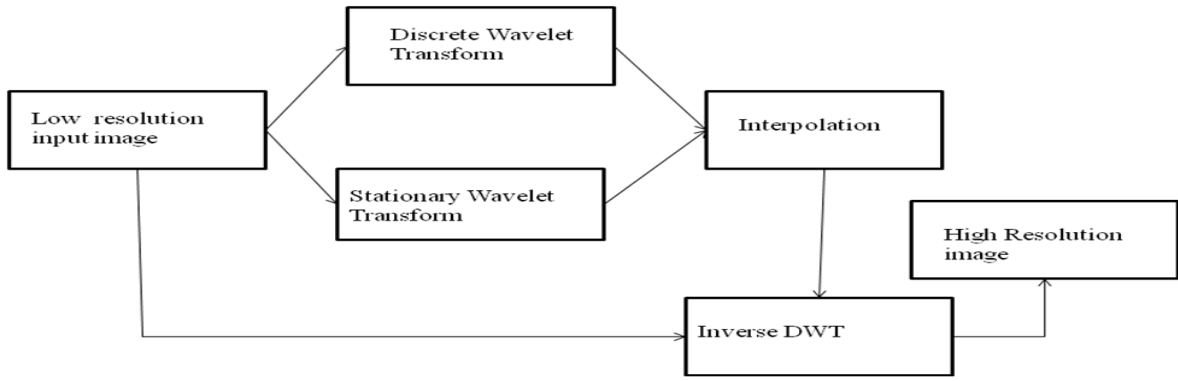 Discrete Wavelet
Transform
Low resolution
input image
Interpolation
Stationary Wavelet
Transform
High Resolution
image
Inverse DWT